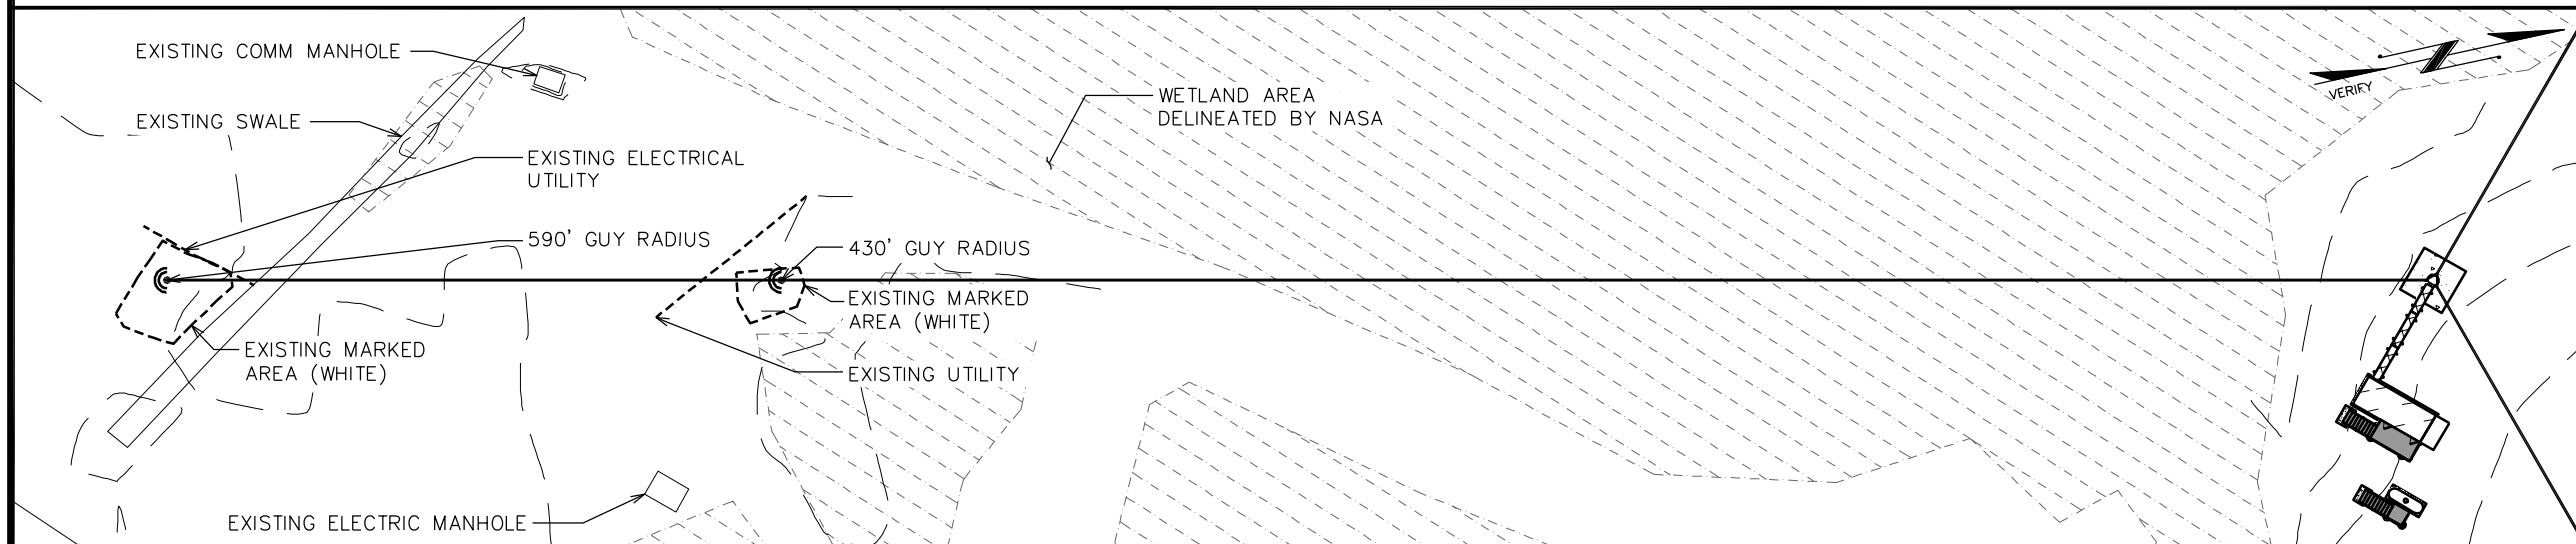 EXISTING COMM MANHOLE
EXISTING SWALE
EXISTING ELECTRICAL
UTILITY
590' GUY RADIUS
EXISTING MARKED
AREA (WHITE)
EXISTING ELECTRIC MANHOLE
430' GUY RADIUS
EXISTING MARKED
AREA (WHITE)
EXISTING UTILITY
WETLAND AREA
DELINEATED BY NASA
VERIFY